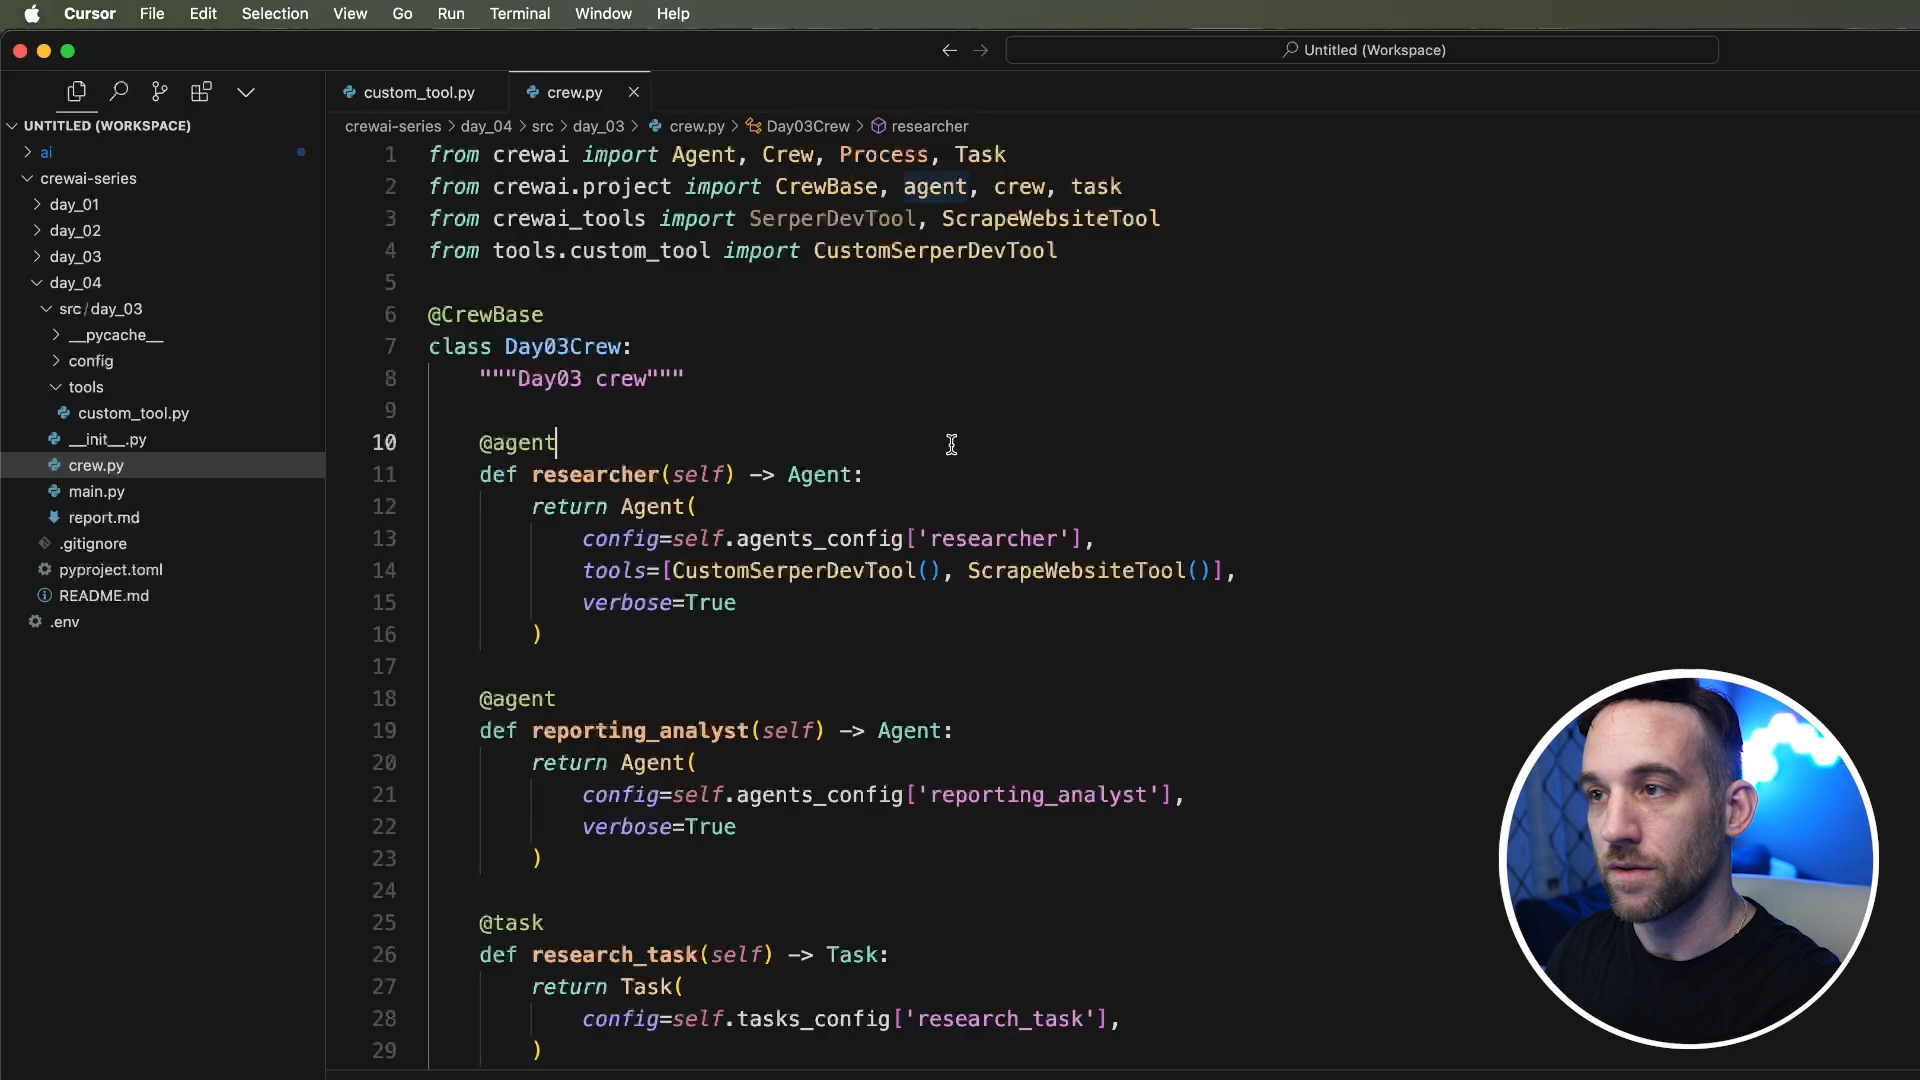 Cursor File Edit Selection View Go Run Terminal Window Help
Untitled (Workspace)
custom_tool.py
crew.py
UNTITLED (WORKSPACE)
ai
crewai-series
day_01
day_02
day_03
day_04
src/day_03
__pycache__
config
tools
custom_tool.py
__init__.py
crew.py
main.py
report.md
.gitignore
pyproject.toml
README.md
.env
crewai-series > day_04 > src > day_03 > crew.py > Day03Crew > researcher
1 from crewai import Agent, Crew, Process, Task
2 from crewai.project import CrewBase, agent, crew, task
3 from crewai_tools import SerperDevTool, ScrapeWebsiteTool
4 from tools.custom_tool import CustomSerperDevTool
5
6 @CrewBase
7 class Day03Crew:
8 """Day03 crew"""
9
10 @agent
11 def researcher(self) -> Agent:
12 return Agent(
13 config=self.agents_config['researcher'],
14 tools=[CustomSerperDevTool(), ScrapeWebsiteTool()],
15 verbose=True
16 )
17
18 @agent
19 def reporting_analyst(self) -> Agent:
20 return Agent(
21 config=self.agents_config['reporting_analyst'],
22 verbose=True
23 )
24
25 @task
26 def research_task(self) -> Task:
27 return Task(
28 config=self.tasks_config['research_task'],
29 )